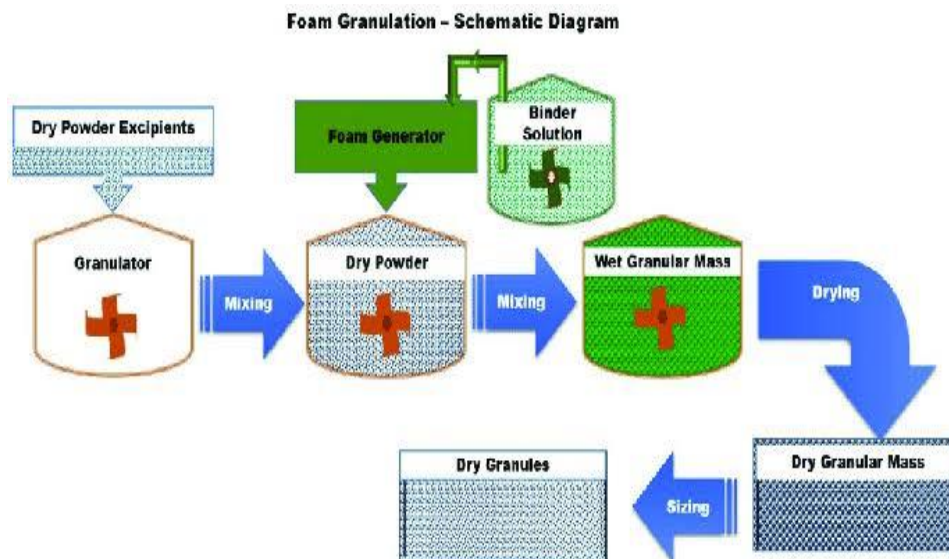 Foam Granulation – Schematic Diagram
Dry Powder Excipients
Foam Generator
Binder
Solution
Granulator
Mixing
Dry Powder
Mixing
Wet Granular Mass
Drying
Dry Granules
Sizing
Dry Granular Mass